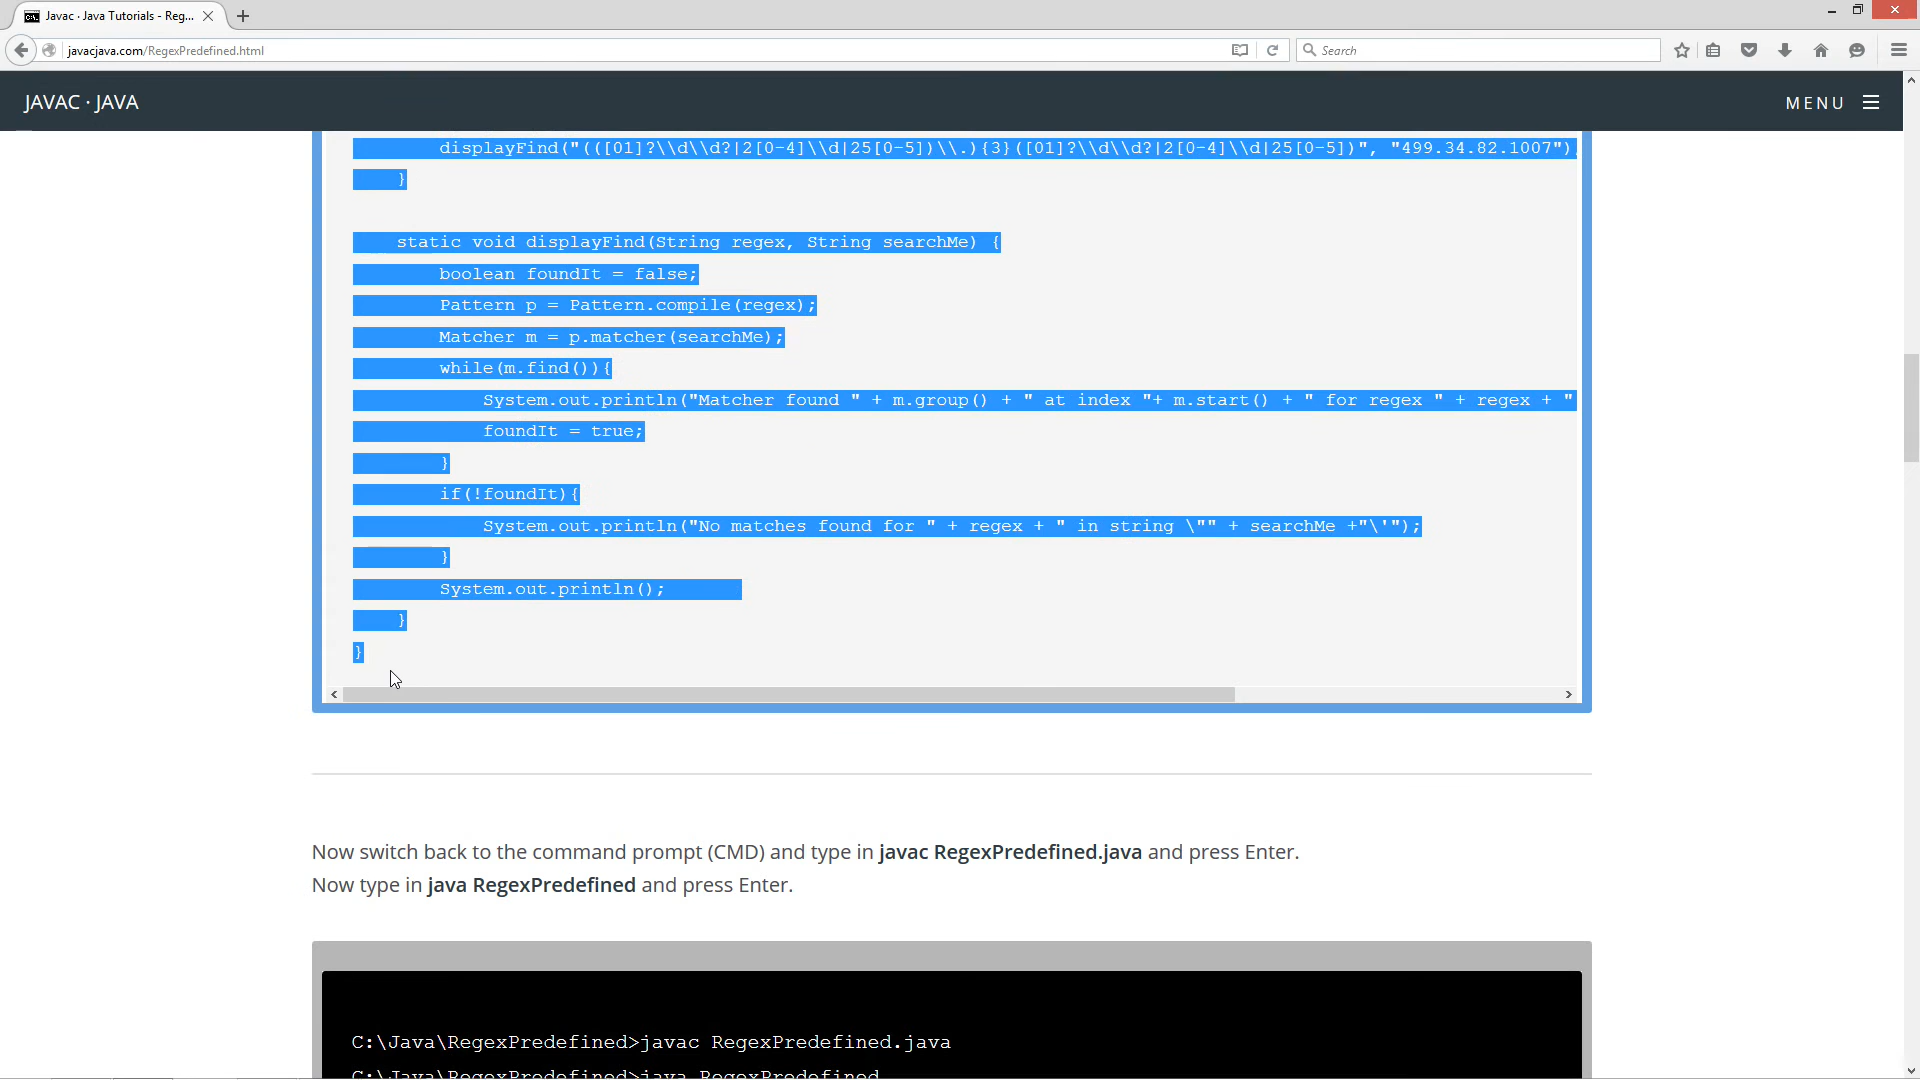 Javac · Java Tutorials - Reg...
javacjava.com/RegexPredefined.html
Search
JAVAC · JAVA
MENU
displayFind("(([01]?\\d\\d?|2[0-4]\\d|25[0-5])\\.){3}([01]?\\d\\d?|2[0-4]\\d|25[0-5])", "499.34.82.1007")
}
static void displayFind(String regex, String searchMe) {
boolean foundIt = false;
Pattern p = Pattern.compile(regex);
Matcher m = p.matcher(searchMe);
while(m.find()){
System.out.println("Matcher found " + m.group() + " at index "+ m.start() + " for regex " + regex + "
foundIt = true;
}
if(!foundIt){
System.out.println("No matches found for " + regex + " in string \"" + searchMe +"\'");
}
System.out.println();
}
}
Now switch back to the command prompt (CMD) and type in javac RegexPredefined.java and press Enter.
Now type in java RegexPredefined and press Enter.
C:\Java\RegexPredefined>javac RegexPredefined.java
C:\Java\RegexPredefined>java RegexPredefined